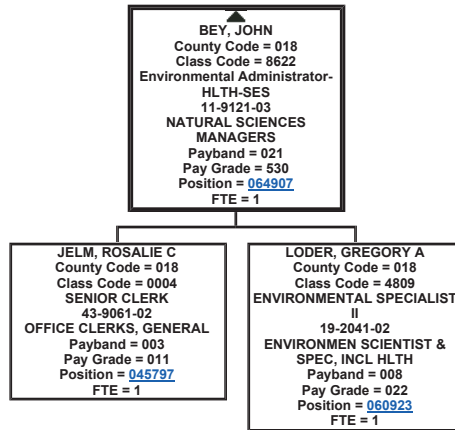 BEY, JOHN
County Code = 018
Class Code = 8622
Environmental Administrator-
HLTH-SES
11-9121-03
NATURAL SCIENCES
MANAGERS
Payband = 021
Pay Grade = 530
Position = 064907
FTE = 1
JELM, ROSALIE C
County Code = 018
Class Code = 0004
SENIOR CLERK
43-9061-02
OFFICE CLERKS, GENERAL
Payband = 003
Pay Grade = 011
Position = 045797
FTE = 1
LODER, GREGORY A
County Code = 018
Class Code = 4809
ENVIRONMENTAL SPECIALIST
II
19-2041-02
ENVIRONMEN SCIENTIST &
SPEC, INCL HLTH
Payband = 008
Pay Grade = 022
Position = 060923
FTE = 1